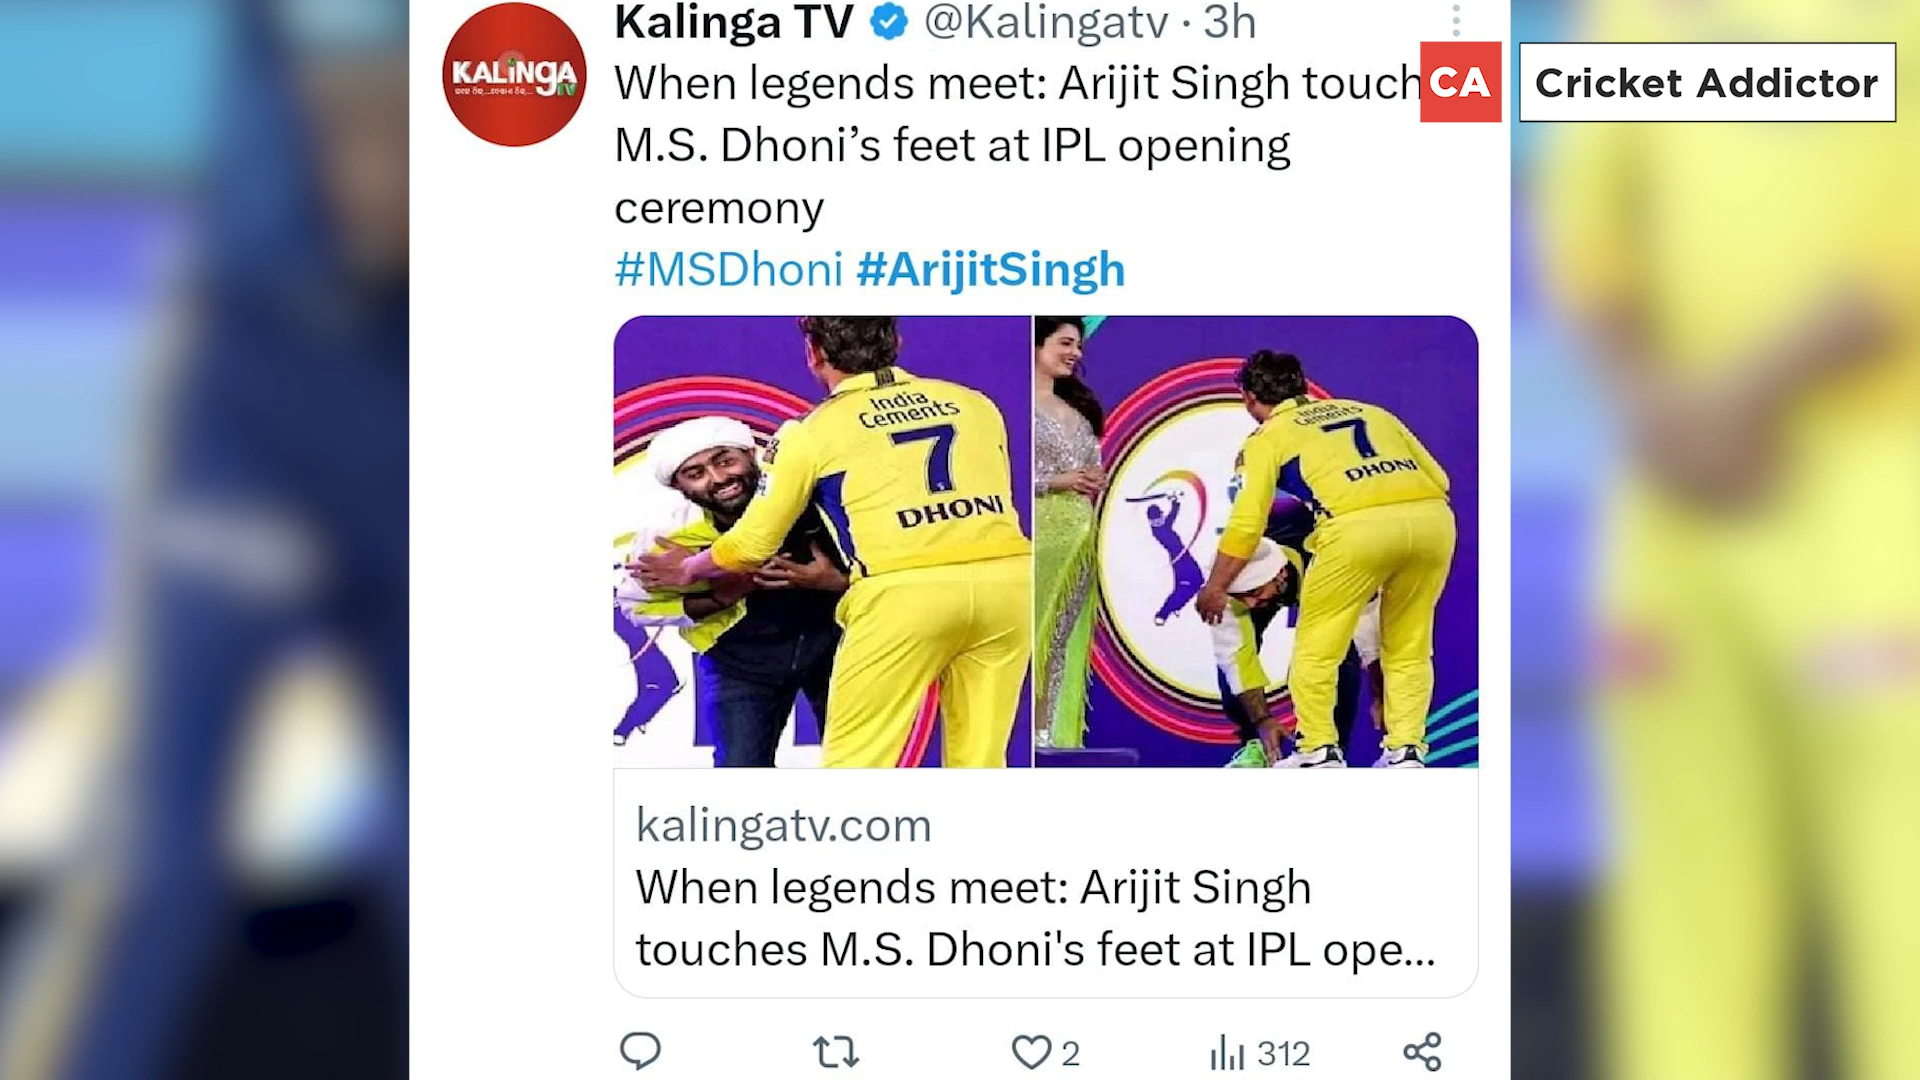 Kalinga TV @Kalingatv · 3h
KALiNGA
TV
When legends meet: Arijit Singh touch
CA
Cricket Addictor
M.S. Dhoni’s feet at IPL opening
ceremony
#MSDhoni #ArijitSingh
India
Cements
7
DHONI
India
Cements
7
DHONI
kalingatv.com
When legends meet: Arijit Singh
touches M.S. Dhoni's feet at IPL ope...
2
312